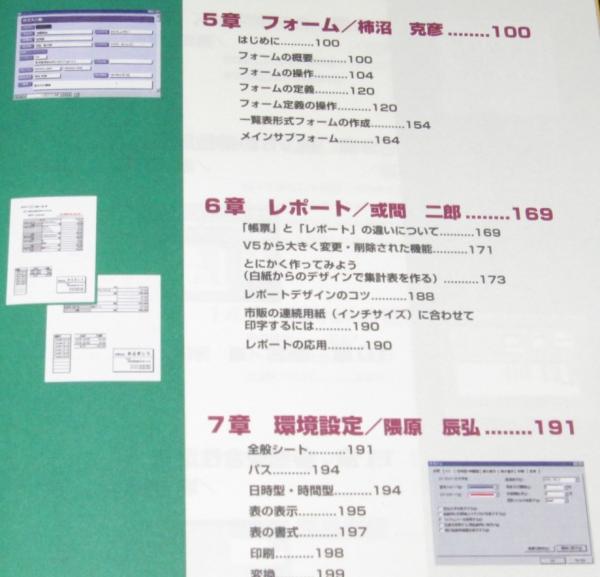 5章 フォーム／柿沼 克彦........100
はじめに..........100
フォームの概要..........100
フォームの操作..........104
フォームの定義..........120
フォーム定義の操作..........120
一覧表形式フォームの作成..........154
メインサブフォーム..........164
6章 レポート／或間 二郎........169
「帳票」と「レポート」の違いについて..........169
V5から大きく変更・削除された機能..........171
とにかく作ってみよう
（白紙からのデザインで集計表を作る）..........173
レポートデザインのコツ..........188
市販の連続用紙（インチサイズ）に合わせて
印字するには..........190
レポートの応用..........190
7章 環境設定／隈原 辰弘........191
全般シート..........191
パス..........194
日時型・時間型..........194
表の表示..........195
表の書式..........197
印刷..........198
変換..........199